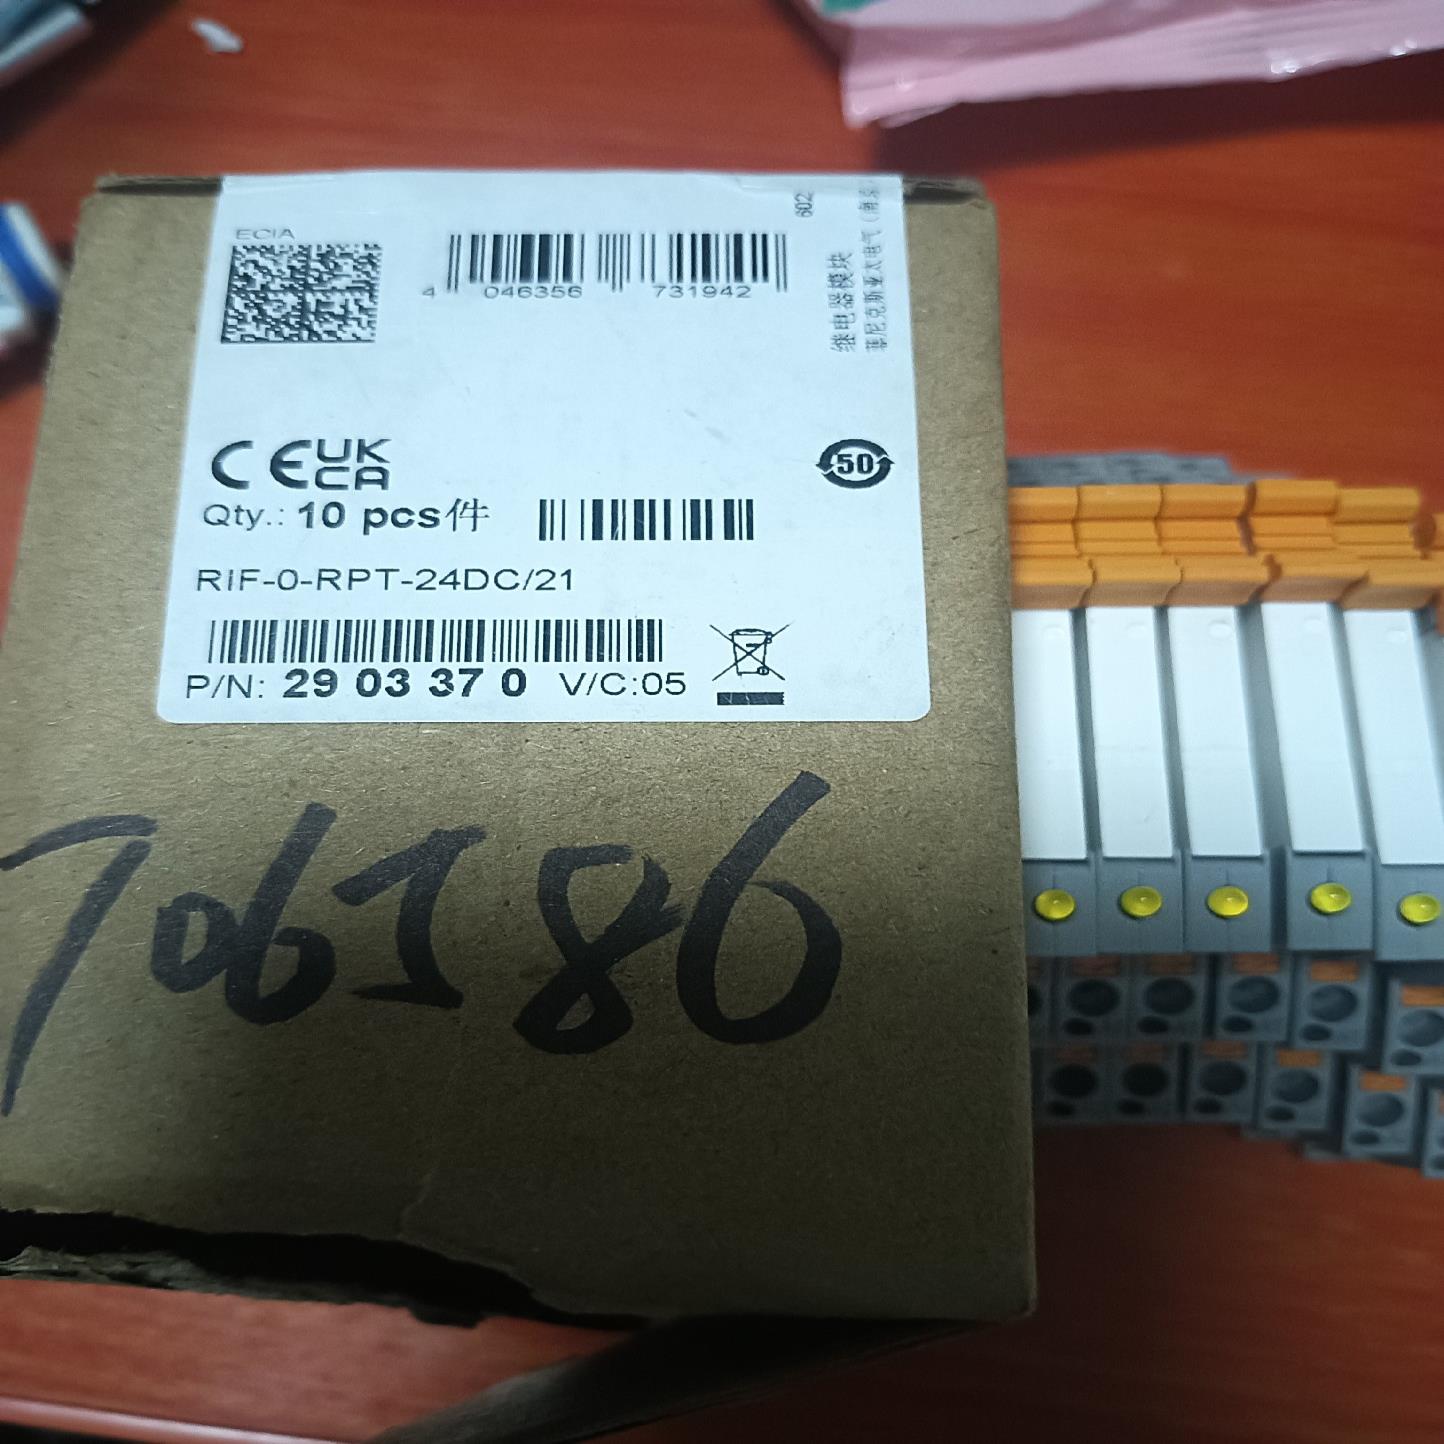 ECIA
4 046356 731942
602
继电器模块
菲尼克斯亚太电气(南京
CE UK CA
50
Qty.: 10 pcs件
RIF-0-RPT-24DC/21
P/N: 29 03 37 0 V/C:05